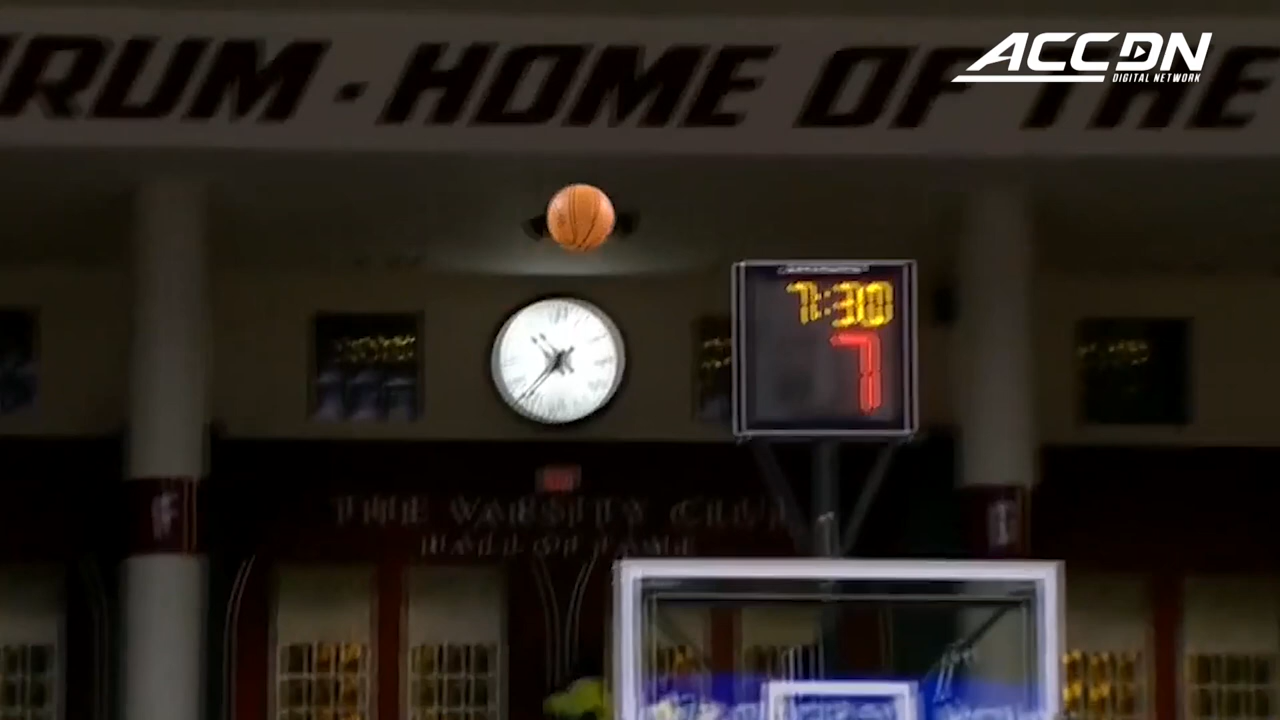 RUM · HOME OF THE
ACCDN
DIGITAL NETWORK
7:30
7
THE VARSITY CLUB
HALL OF FAME